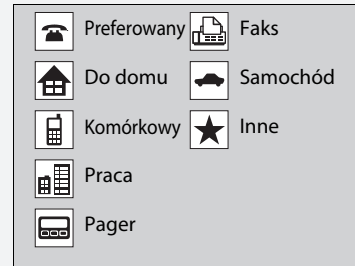 Preferowany
Do domu
Komórkowy
Praca
Pager
Faks
Samochód
Inne